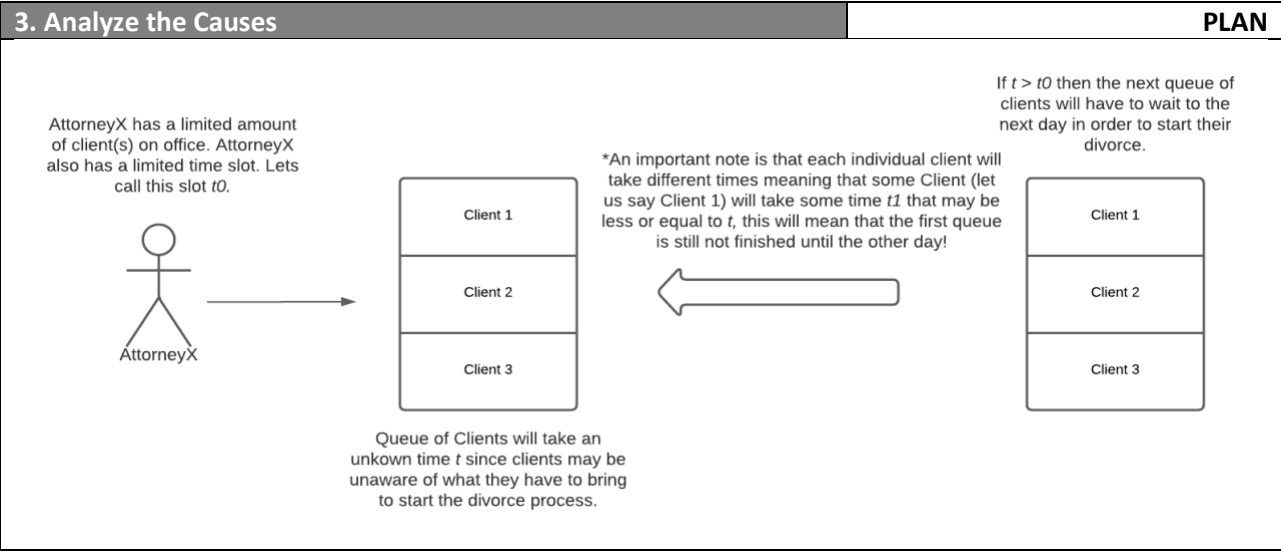 3. Analyze the Causes
PLAN
AttorneyX has a limited amount
of client(s) on office. AttorneyX
also has a limited time slot. Lets
call this slot t0.
AttorneyX
Client 1
Client 2
Client 3
Queue of Clients will take an
unkown time t since clients may be
unaware of what they have to bring
to start the divorce process.
*An important note is that each individual client will
take different times meaning that some Client (let
us say Client 1) will take some time t1 that may be
less or equal to t, this will mean that the first queue
is still not finished until the other day!
If t > t0 then the next queue of
clients will have to wait to the
next day in order to start their
divorce.
Client 1
Client 2
Client 3